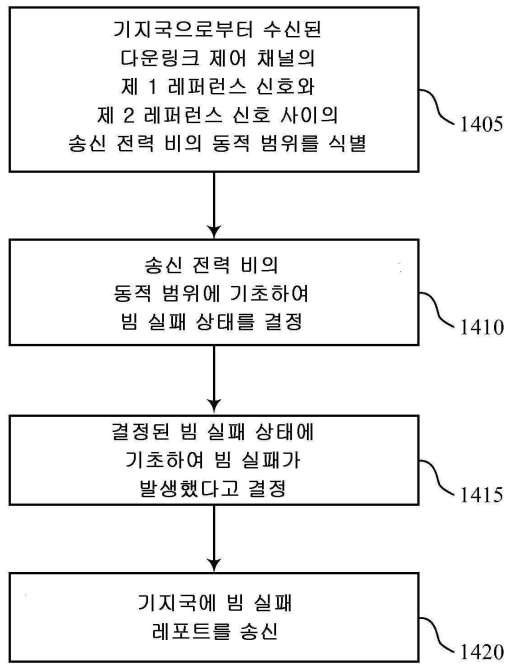 기지국으로부터 수신된
다운링크 제어 채널의
제 1 레퍼런스 신호와
제 2 레퍼런스 신호 사이의
송신 전력 비의 동적 범위를 식별
1405
송신 전력 비의
동적 범위에 기초하여
빔 실패 상태를 결정
1410
결정된 빔 실패 상태에
기초하여 빔 실패가
발생했다고 결정
1415
기지국에 빔 실패
레포트를 송신
1420